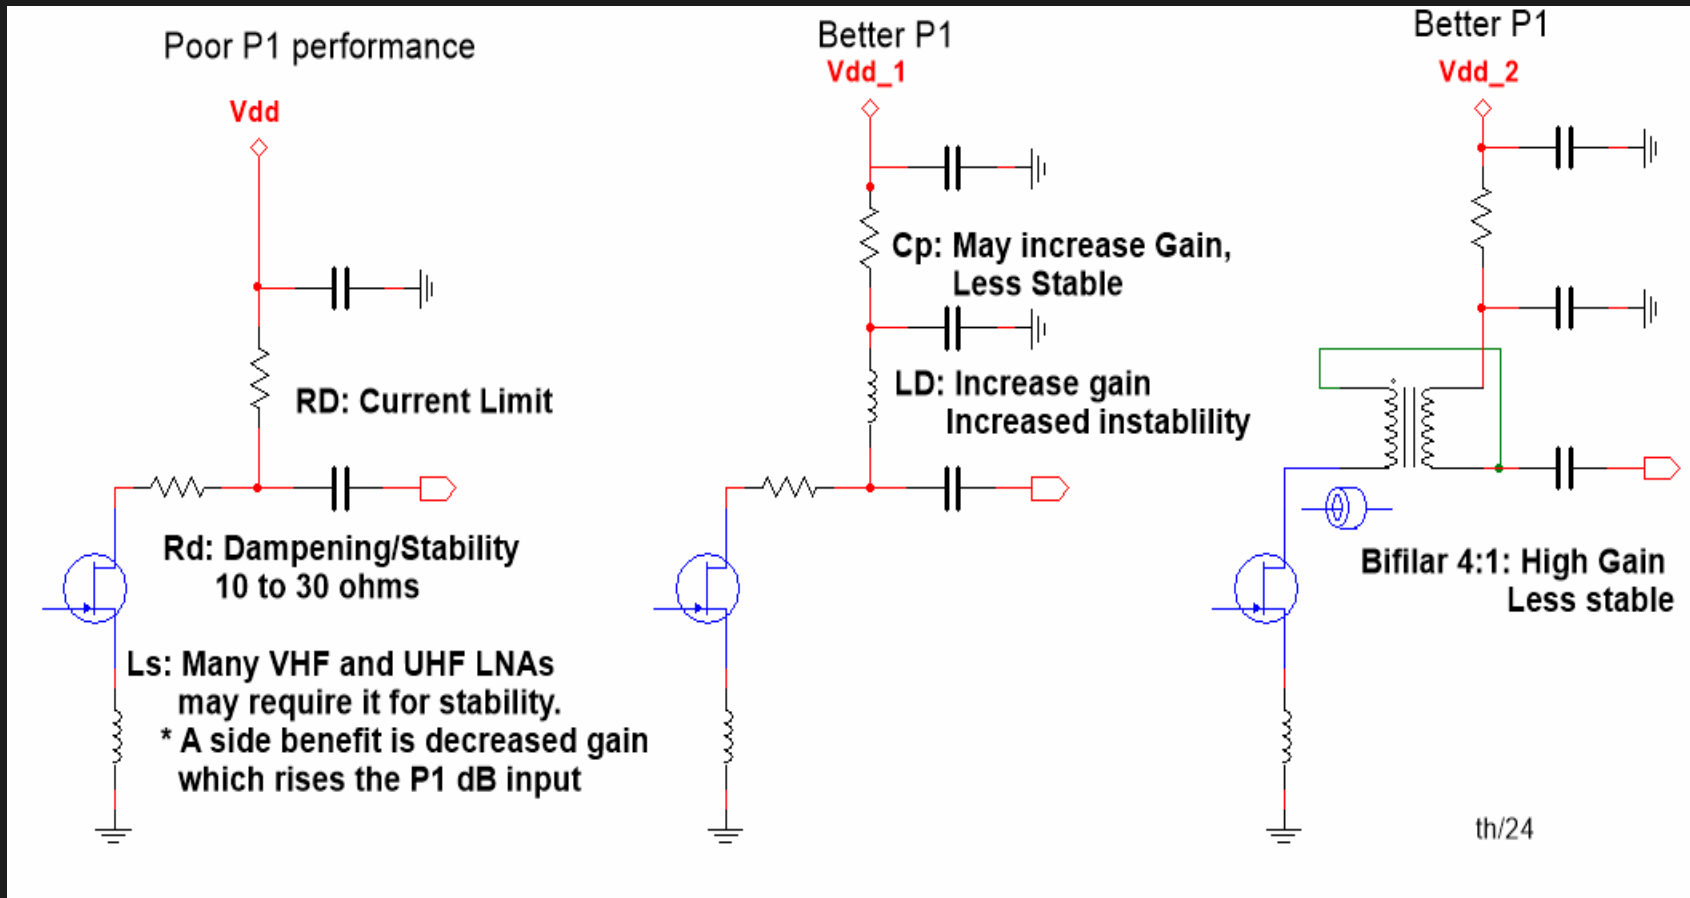 Poor P1 performance
Vdd
RD: Current Limit
Rd: Dampening/Stability
10 to 30 ohms
Ls: Many VHF and UHF LNAs
may require it for stability.
* A side benefit is decreased gain
which rises the P1 dB input
Better P1
Vdd_1
Cp: May increase Gain,
Less Stable
LD: Increase gain
Increased instablility
Better P1
Vdd_2
Bifilar 4:1: High Gain
Less stable
th/24